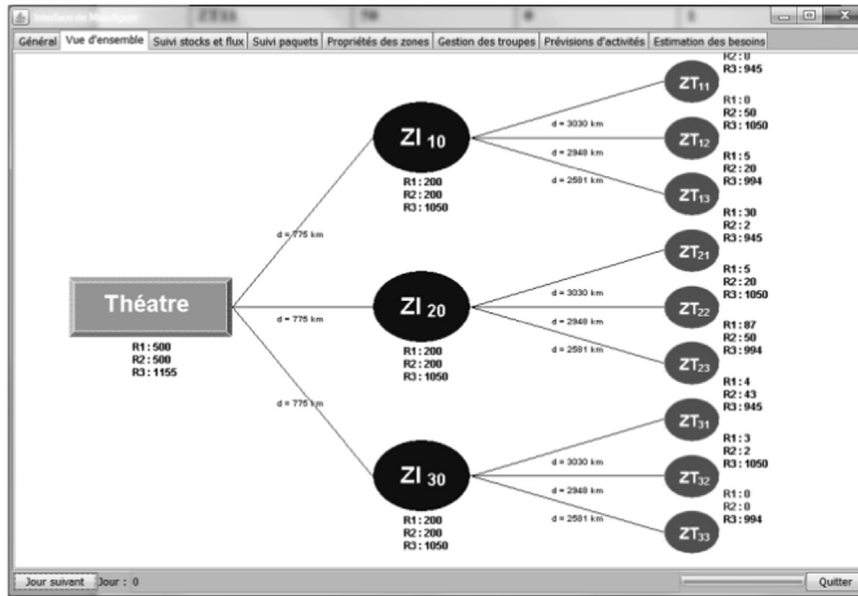 ZT11 50 0 1
Général Vue d'ensemble Suivi stocks et flux Suivi paquets Propriétés des zones Gestion des troupes Prévisions d'activités Estimation des besoins
R2 : 0
R3 : 945
ZT11
R1 : 0
R2 : 50
R3 : 1050
ZT12
R1 : 5
R2 : 20
R3 : 994
ZT13
d = 3030 km
d = 2948 km
d = 2581 km
ZI 10
R1 : 200
R2 : 200
R3 : 1050
d = 775 km
R1 : 30
R2 : 2
R3 : 945
ZT21
R1 : 5
R2 : 20
R3 : 1050
ZT22
R1 : 87
R2 : 50
R3 : 994
ZT23
d = 3030 km
d = 2948 km
d = 2581 km
ZI 20
R1 : 200
R2 : 200
R3 : 1050
d = 775 km
Théatre
R1 : 500
R2 : 500
R3 : 1155
d = 775 km
R1 : 4
R2 : 43
R3 : 945
ZT31
R1 : 3
R2 : 2
R3 : 1050
ZT32
R1 : 0
R2 : 0
R3 : 994
ZT33
d = 3030 km
d = 2948 km
d = 2581 km
ZI 30
R1 : 200
R2 : 200
R3 : 1050
Jour suivant Jour : 0 Quitter